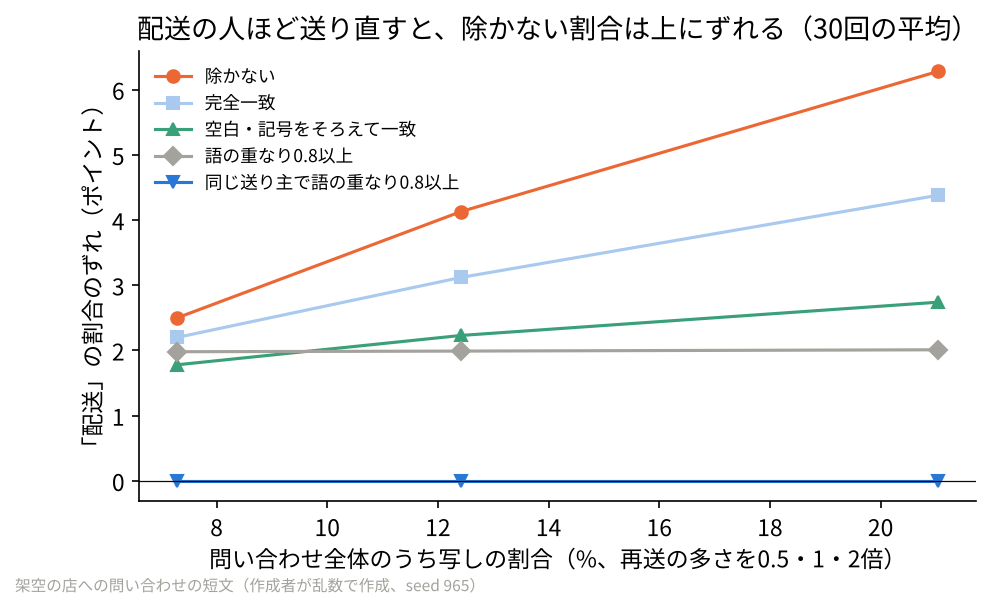 配送の人ほど送り直すと、除かない割合は上にずれる（30回の平均）
除かない
完全一致
空白・記号をそろえて一致
語の重なり0.8以上
同じ送り主で語の重なり0.8以上
「配送」の割合のずれ（ポイント）
6
5
4
3
2
1
0
8 10 12 14 16 18 20
問い合わせ全体のうち写しの割合（%、再送の多さを0.5・1・2倍）
架空の店への問い合わせの短文（作成者が乱数で作成、seed 965）